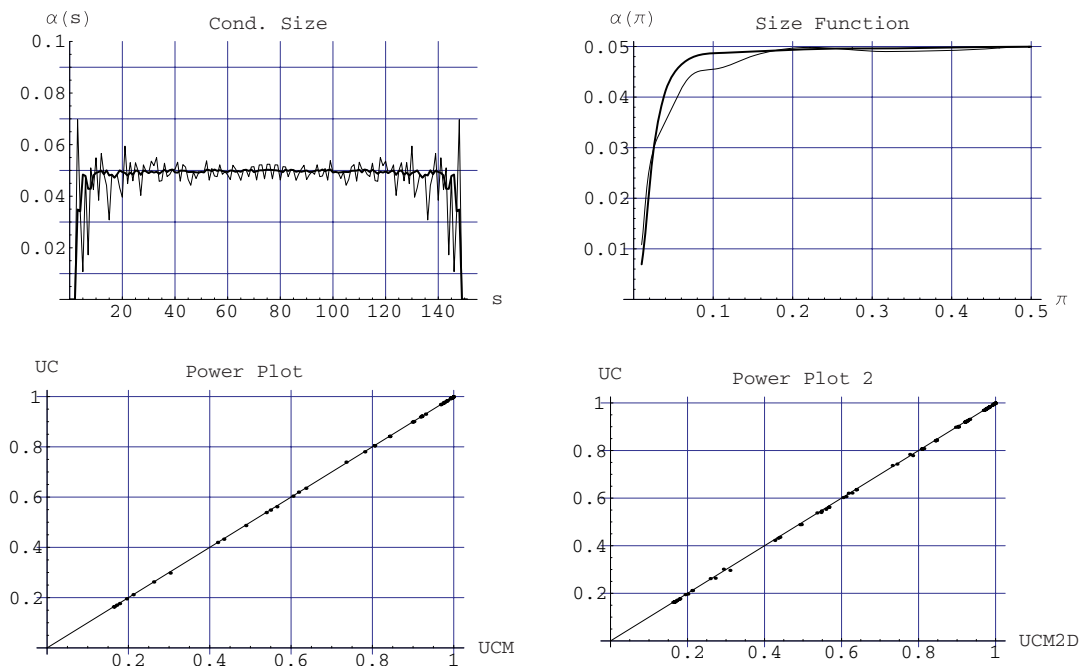 α(s)
Cond. Size
0.1
0.08
0.06
0.04
0.02
20 40 60 80 100 120 140
s
α(π)
Size Function
0.05
0.04
0.03
0.02
0.01
0.1 0.2 0.3 0.4 0.5
π
UC
Power Plot
1
0.8
0.6
0.4
0.2
0.2 0.4 0.6 0.8 1
UCM
UC
Power Plot 2
1
0.8
0.6
0.4
0.2
0.2 0.4 0.6 0.8 1
UCM2D